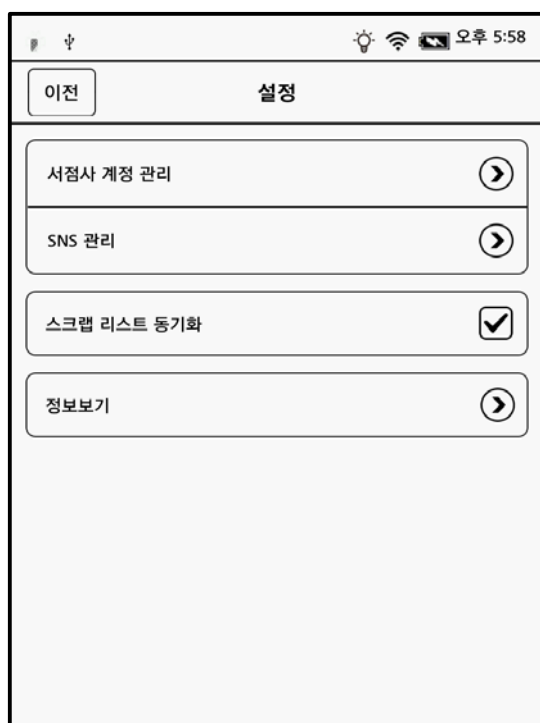 오후 5:58
이전
설정
서점사 계정 관리
SNS 관리
스크랩 리스트 동기화
정보보기